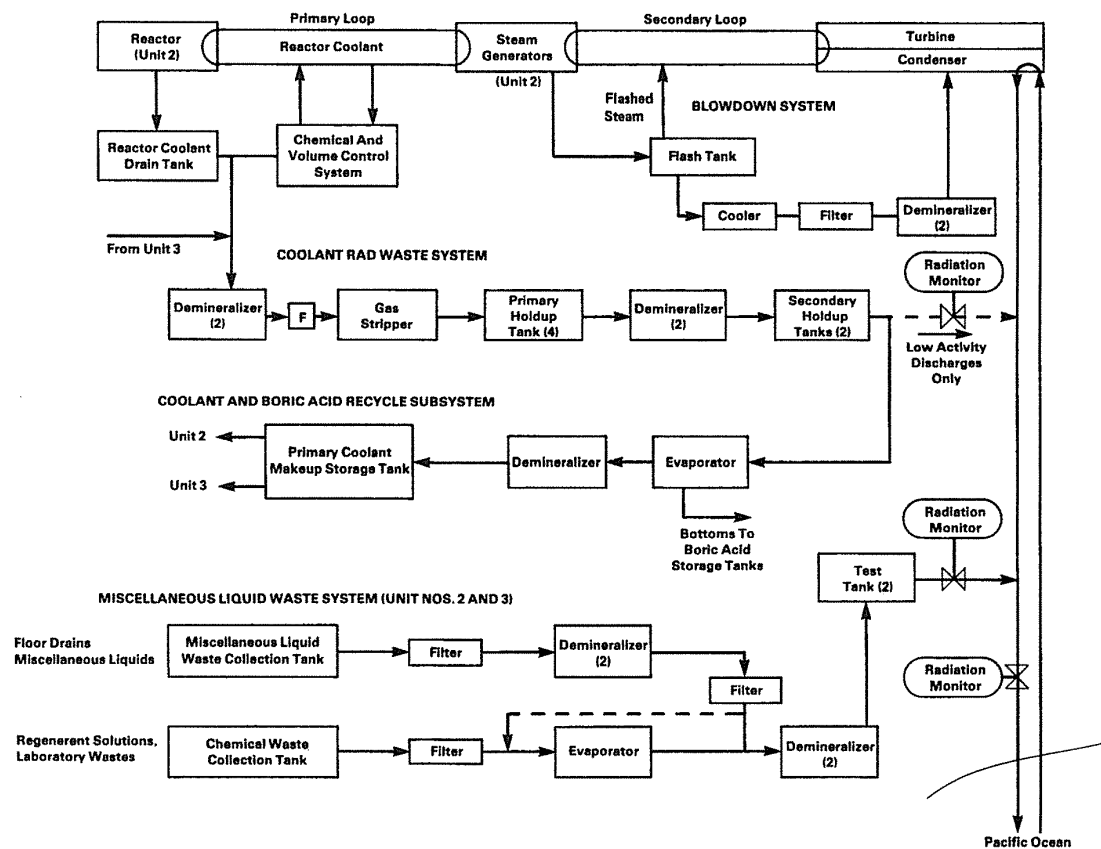 Primary Loop
Secondary Loop
Reactor
(Unit 2)
Reactor Coolant
Steam
Generators
(Unit 2)
Turbine
Condenser
Flashed
Steam
BLOWDOWN SYSTEM
Reactor Coolant
Drain Tank
Chemical And
Volume Control
System
Flash Tank
Cooler
Filter
Demineralizer
(2)
From Unit 3
COOLANT RAD WASTE SYSTEM
Radiation
Monitor
Demineralizer
(2)
F
Gas
Stripper
Primary
Holdup
Tank (4)
Demineralizer
(2)
Secondary
Holdup
Tanks (2)
Low Activity
Discharges
Only
COOLANT AND BORIC ACID RECYCLE SUBSYSTEM
Unit 2
Unit 3
Primary Coolant
Makeup Storage Tank
Demineralizer
Evaporator
Bottoms To
Boric Acid
Storage Tanks
Radiation
Monitor
Test
Tank (2)
MISCELLANEOUS LIQUID WASTE SYSTEM (UNIT NOS. 2 AND 3)
Floor Drains
Miscellaneous Liquids
Miscellaneous Liquid
Waste Collection Tank
Filter
Demineralizer
(2)
Filter
Radiation
Monitor
Regenerent Solutions,
Laboratory Wastes
Chemical Waste
Collection Tank
Filter
Evaporator
Demineralizer
(2)
Pacific Ocean